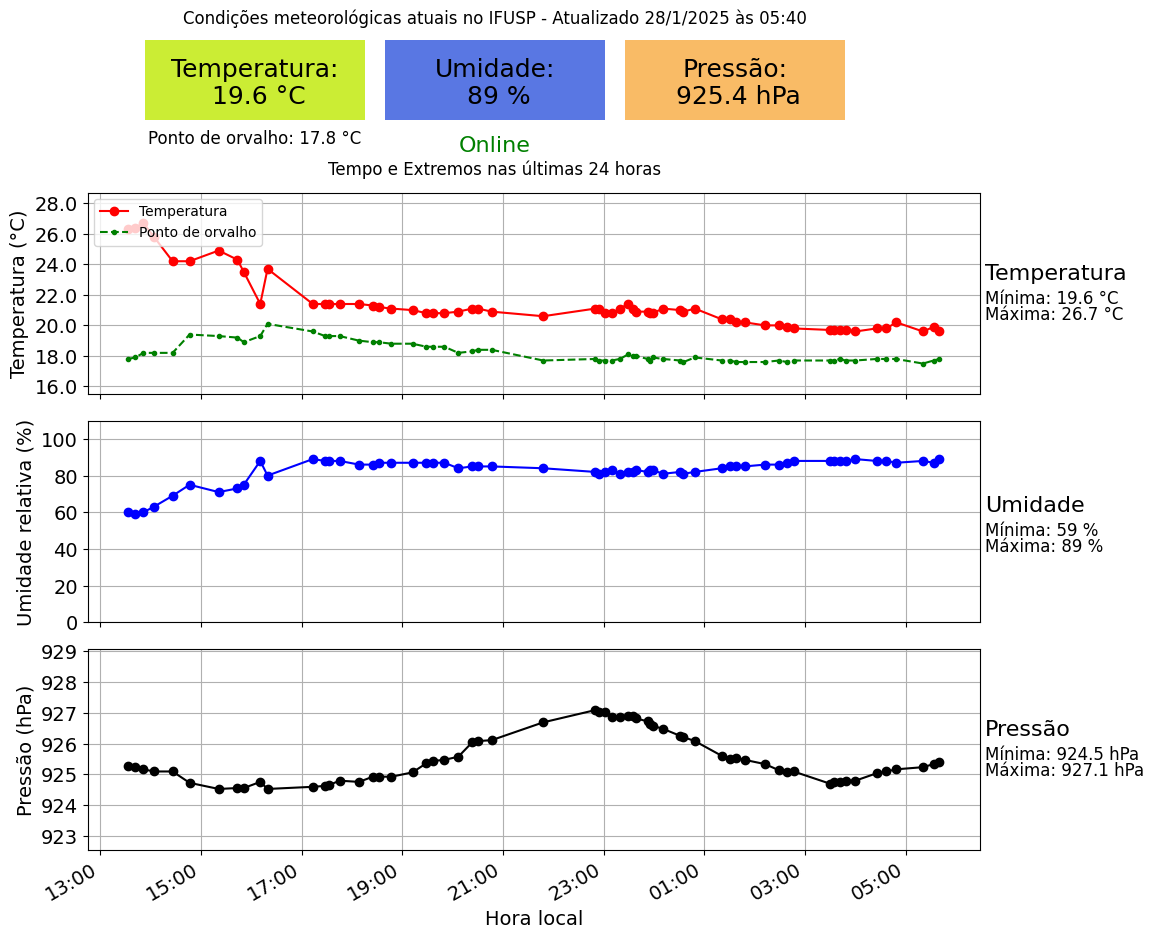 Condições meteorológicas atuais no IFUSP - Atualizado 28/1/2025 às 05:40
Temperatura:
19.6 °C
Umidade:
89 %
Pressão:
925.4 hPa
Ponto de orvalho: 17.8 °C
Online
Tempo e Extremos nas últimas 24 horas
Temperatura (°C)
28.0
26.0
24.0
22.0
20.0
18.0
16.0
Temperatura
Ponto de orvalho
Temperatura
Mínima: 19.6 °C
Máxima: 26.7 °C
Umidade relativa (%)
100
80
60
40
20
0
Umidade
Mínima: 59 %
Máxima: 89 %
Pressão (hPa)
929
928
927
926
925
924
923
Pressão
Mínima: 924.5 hPa
Máxima: 927.1 hPa
13:00
15:00
17:00
19:00
21:00
23:00
01:00
03:00
05:00
Hora local